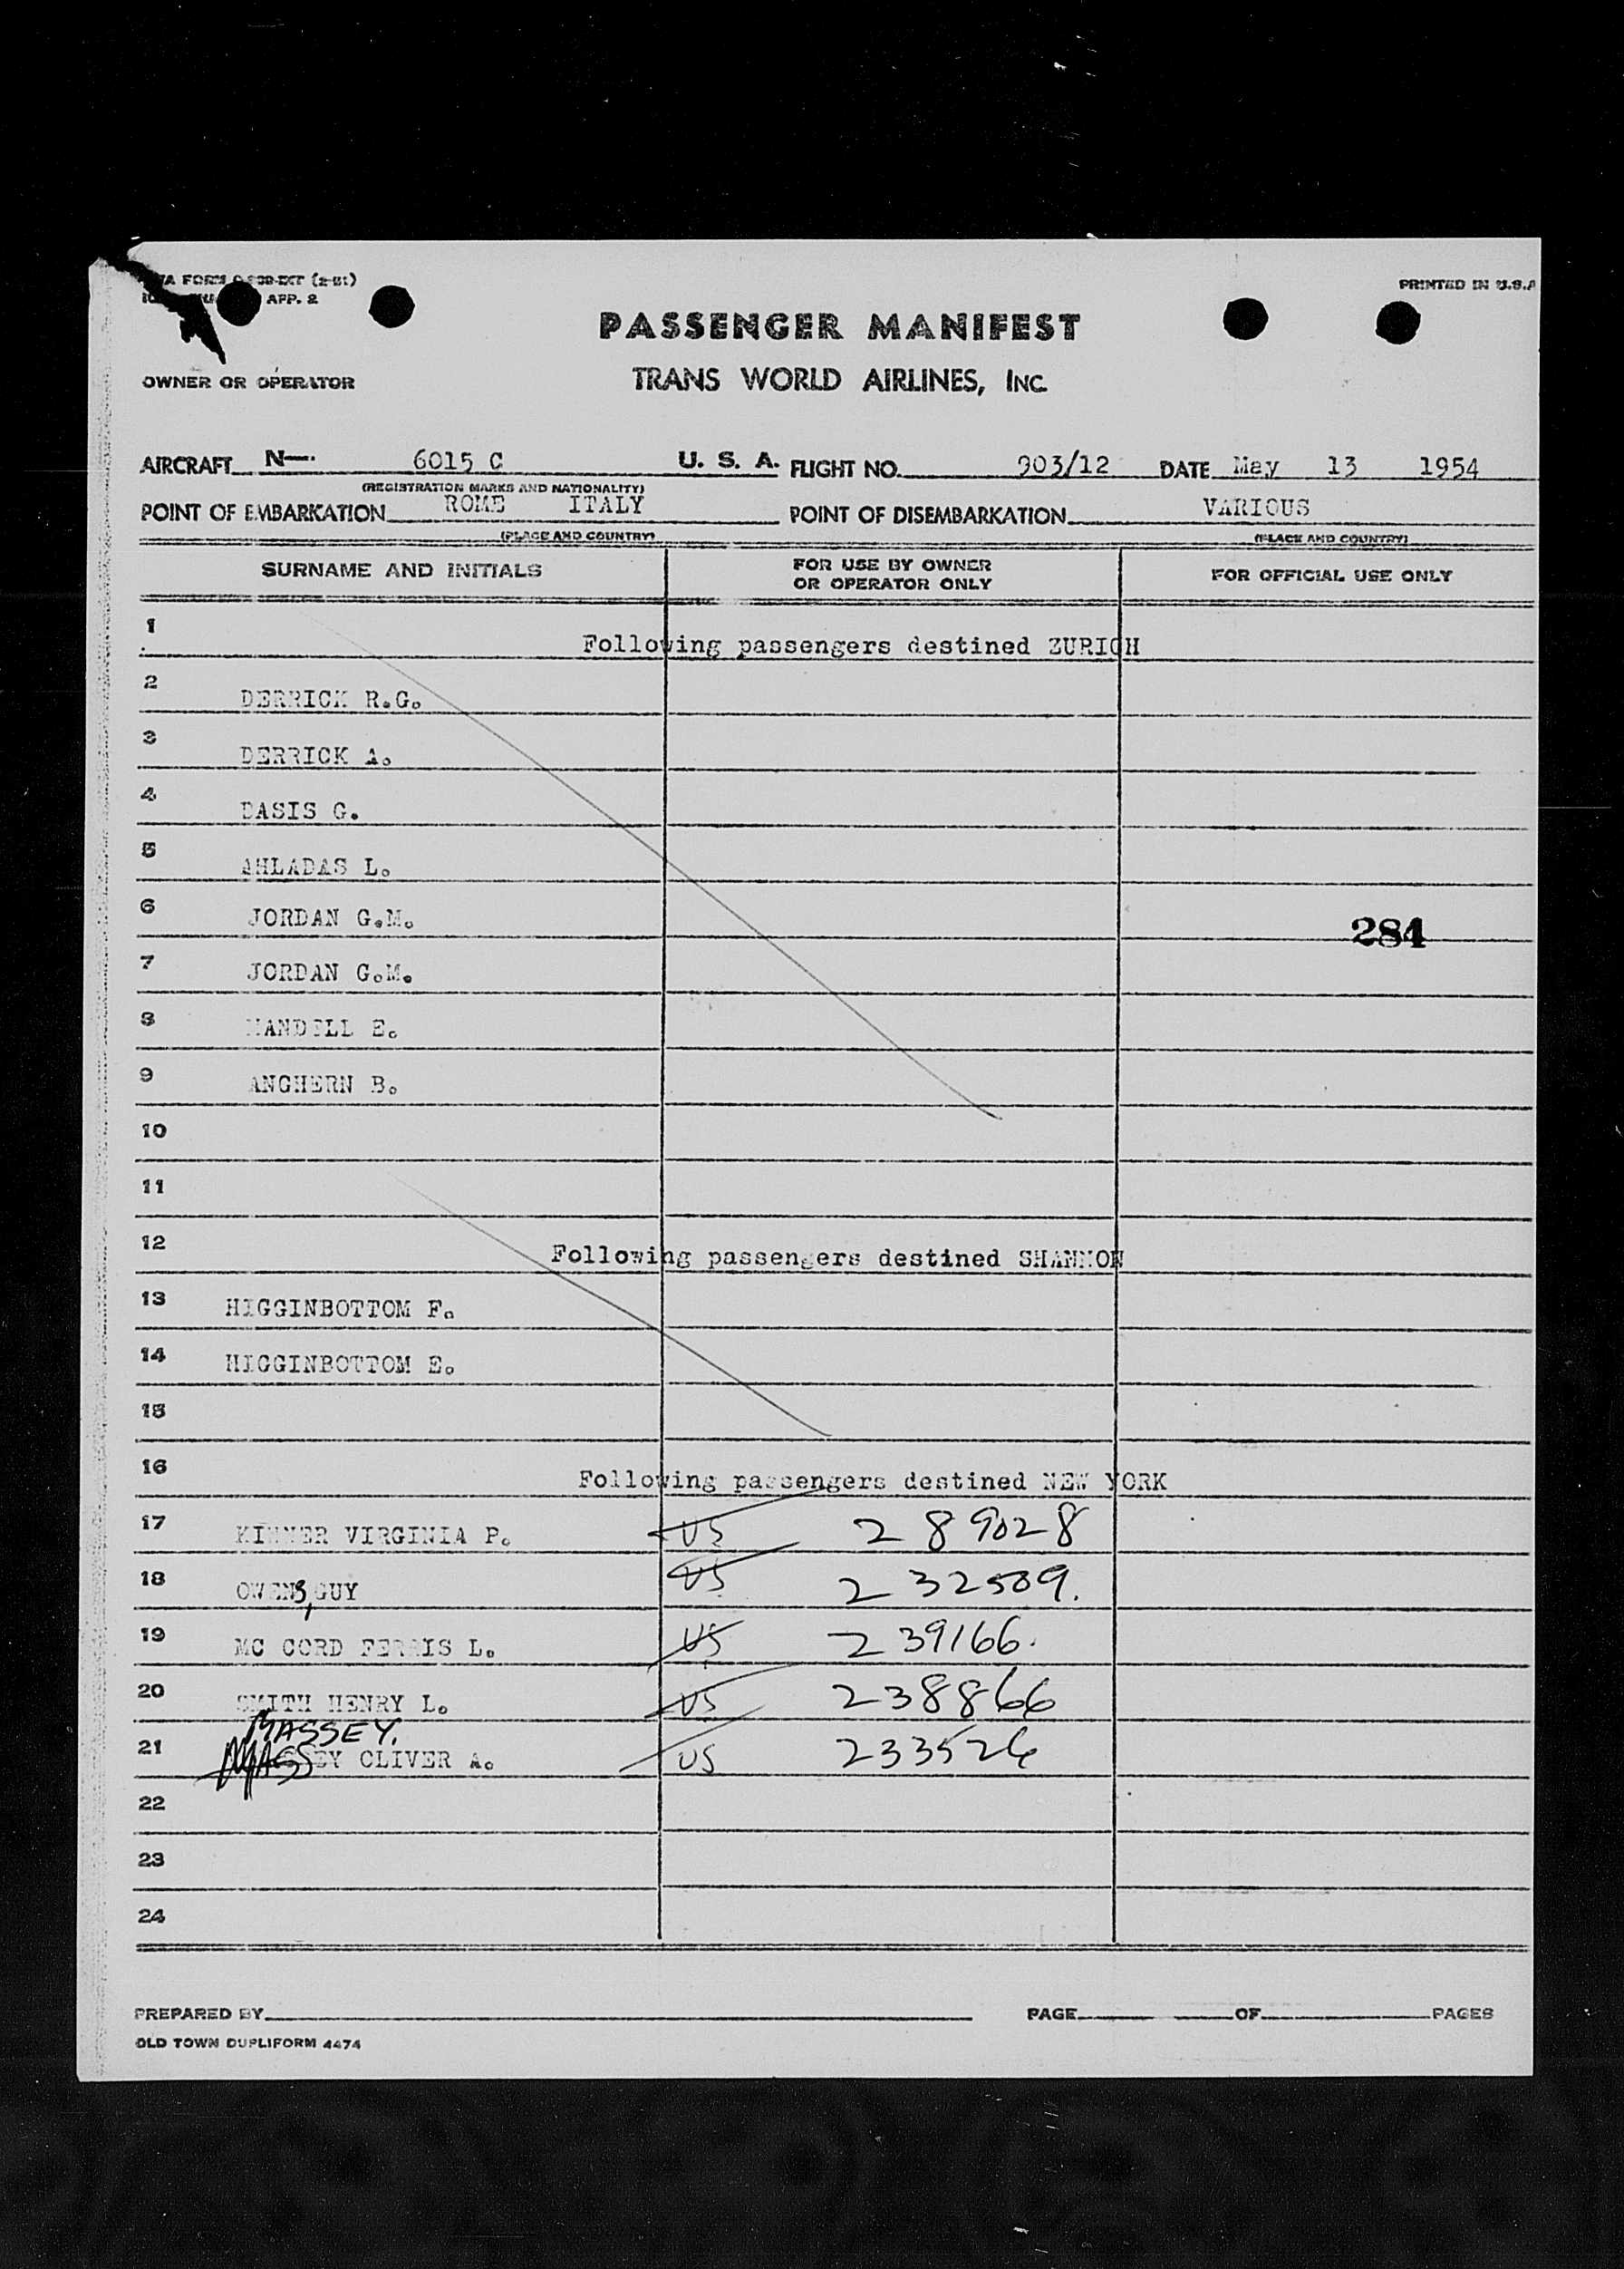 PRINTED IN U.S.A
APP. 2
PASSENGER MANIFEST
OWNER OR OPERATOR
TRANS WORLD AIRLINES, INC.
AIRCRAFT N—. 6015 C U. S. A. FLIGHT NO. 903/12 DATE May 13 1954
(REGISTRATION MARKS AND NATIONALITY)
POINT OF EMBARKATION ROME ITALY POINT OF DISEMBARKATION VARIOUS
(PLACE AND COUNTRY) (PLACE AND COUNTRY)
SURNAME AND INITIALS FOR USE BY OWNER OR OPERATOR ONLY FOR OFFICIAL USE ONLY
1 Following passengers destined ZURICH
2 DERRICK R.G.
3 DERRICK A.
4 DASIS G.
5 AHLADAS L.
6 JORDAN G.M. 284
7 JORDAN G.M.
8 MANDELL E.
9 ANGHERN B.
10
11
12 Following passengers destined SHANNON
13 HIGGINBOTTOM F.
14 HIGGINBOTTOM E.
15
16 Following passengers destined NEW YORK
17 VIRGINIA P. US 289028
18 OWENS, GUY US 232509.
19 MC CORD FERRIS L. US 239166.
20 SMITH HENRY L. US 238866
MASSEY.
21 MASSEY OLIVER A. US 233526
22
23
24
PREPARED BY PAGE OF PAGES
OLD TOWN DUPLIFORM 4474